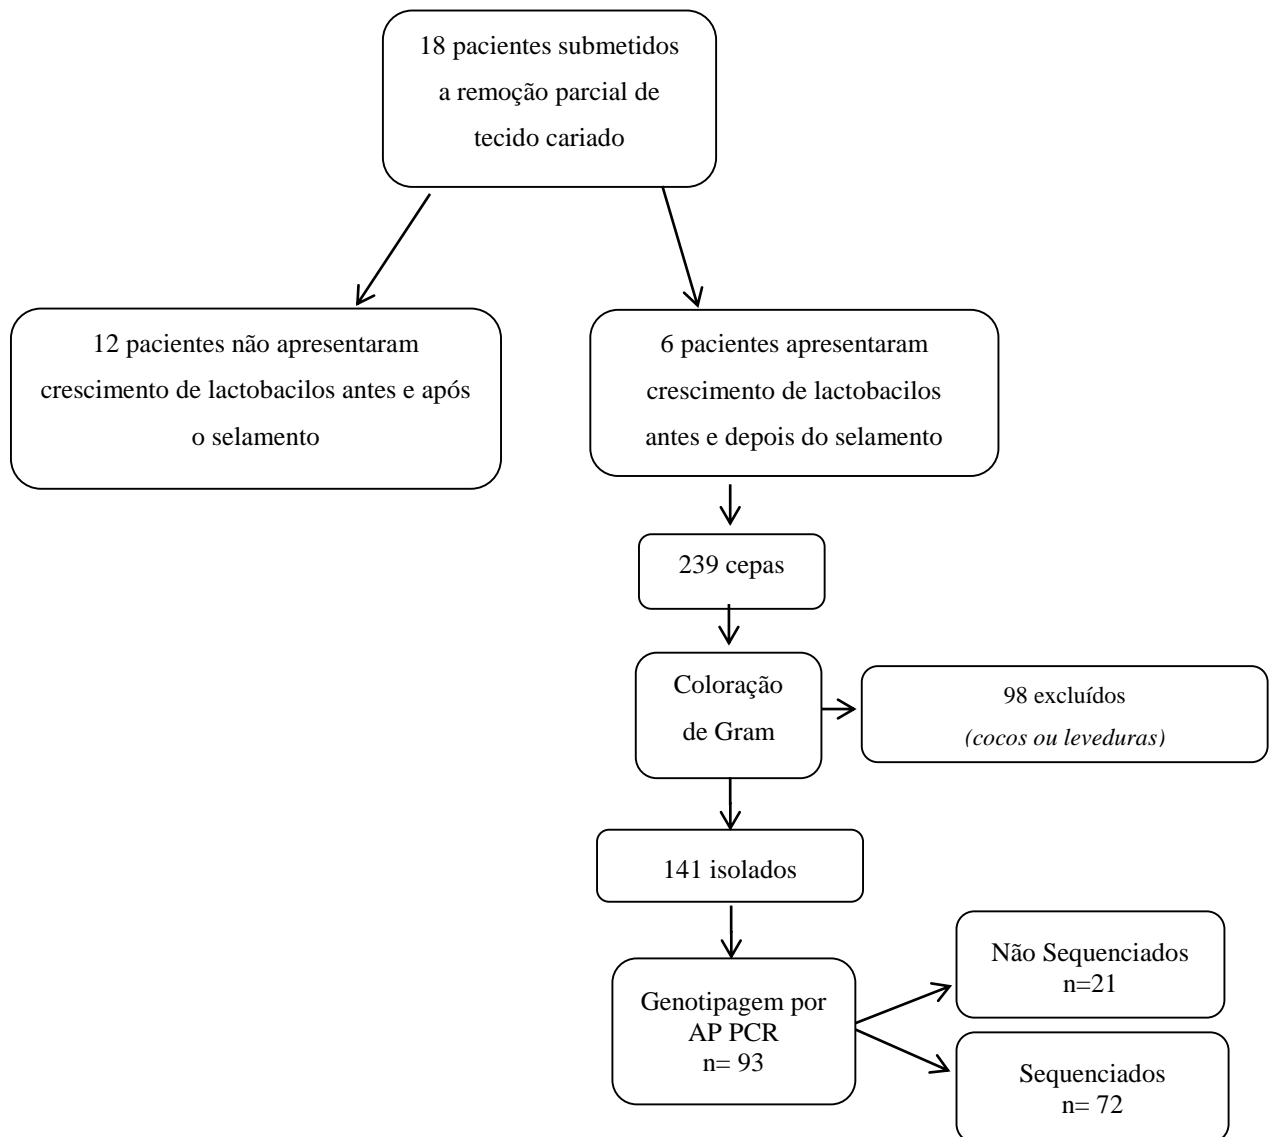 18 pacientes submetidos
a remoção parcial de
tecido cariado
12 pacientes não apresentaram
crescimento de lactobacilos antes e após
o selamento
6 pacientes apresentaram
crescimento de lactobacilos
antes e depois do selamento
239 cepas
Coloração
de Gram
98 excluídos
(cocos ou leveduras)
141 isolados
Genotipagem por
AP PCR
n= 93
Não Sequenciados
n=21
Sequenciados
n= 72